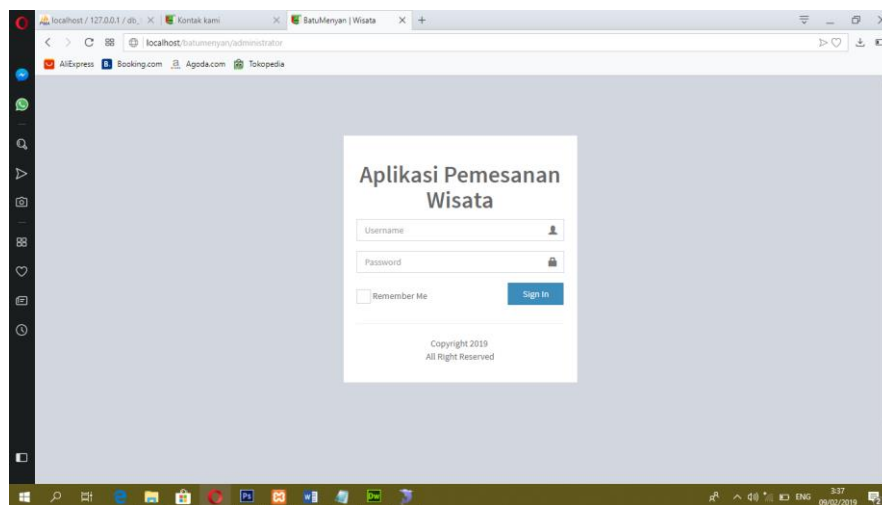 localhost / 127.0.0.1 / db_
Kontak kami
BatuMenyan | Wisata
localhost/batumenyan/administrator
AliExpress
B. Booking.com
a Agoda.com
Tokopedia
Aplikasi Pemesanan
Wisata
Username
Password
Remember Me
Sign In
Copyright 2019
All Right Reserved
Ps
W
Dw
ENG
3:37
09/02/2019